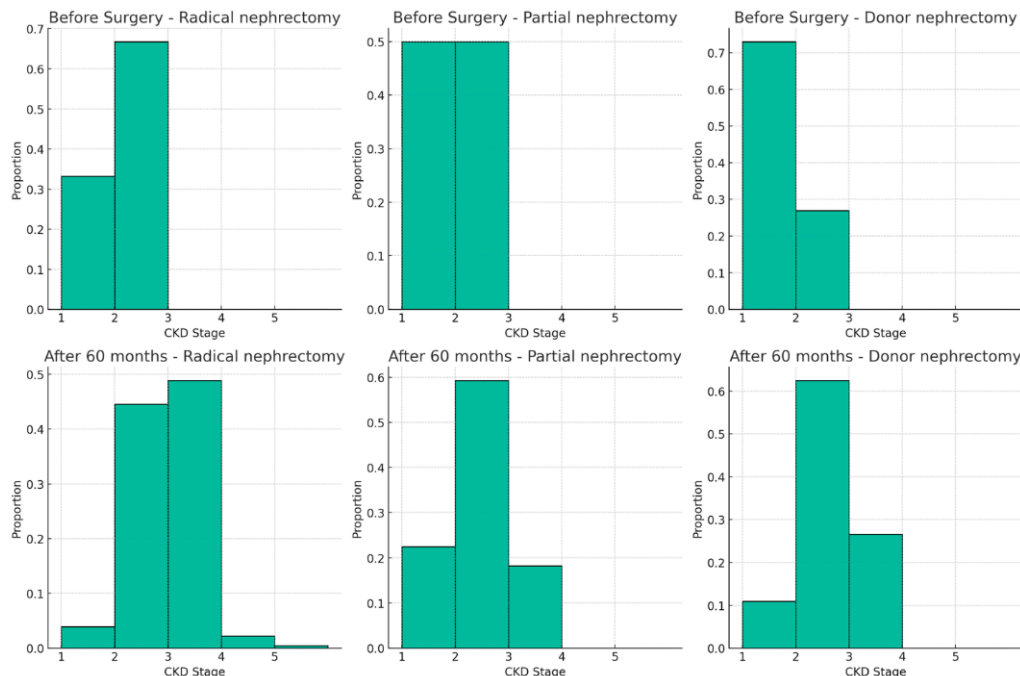 Before Surgery - Radical nephrectomy
0.7
0.6
0.5
0.4
0.3
0.2
0.1
0.0
Proportion
1 2 3 4 5
CKD Stage
Before Surgery - Partial nephrectomy
0.5
0.4
0.3
0.2
0.1
0.0
Proportion
1 2 3 4 5
CKD Stage
Before Surgery - Donor nephrectomy
0.7
0.6
0.5
0.4
0.3
0.2
0.1
0.0
Proportion
1 2 3 4 5
CKD Stage
After 60 months - Radical nephrectomy
0.5
0.4
0.3
0.2
0.1
0.0
Proportion
1 2 3 4 5
CKD Stage
After 60 months - Partial nephrectomy
0.6
0.5
0.4
0.3
0.2
0.1
0.0
Proportion
1 2 3 4 5
CKD Stage
After 60 months - Donor nephrectomy
0.6
0.5
0.4
0.3
0.2
0.1
0.0
Proportion
1 2 3 4 5
CKD Stage